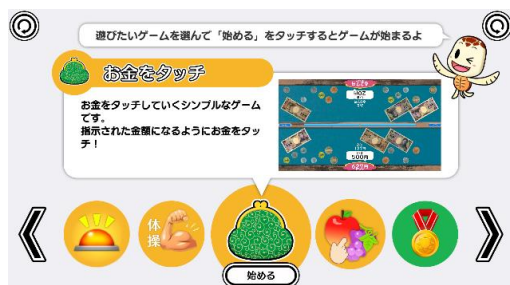 遊びたいゲームを選んで「始める」をタッチするとゲームが始まるよ
お金をタッチ
お金をタッチしていくシンプルなゲーム
です。
指示された金額になるようにお金をタッ
チ！
500円
体
操
始める